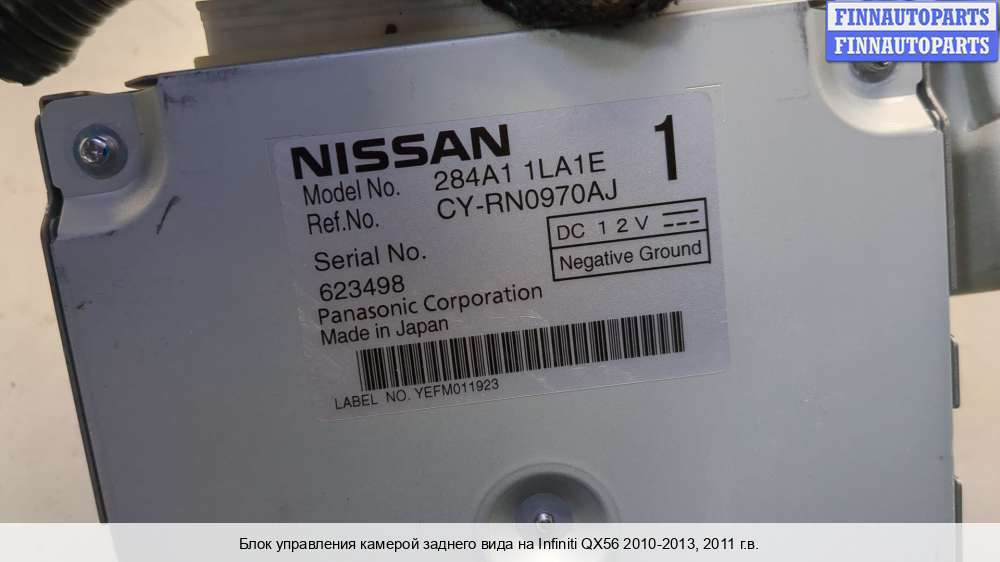 FINNAUTOPARTS
FINNAUTOPARTS
NISSAN
1
Model No. 284A1 1LA1E
Ref.No. CY-RN0970AJ
DC 12V
Negative Ground
Serial No.
623498
Panasonic Corporation
Made in Japan
LABEL NO. YEFM011923
Блок управления камерой заднего вида на Infiniti QX56 2010-2013, 2011 г.в.